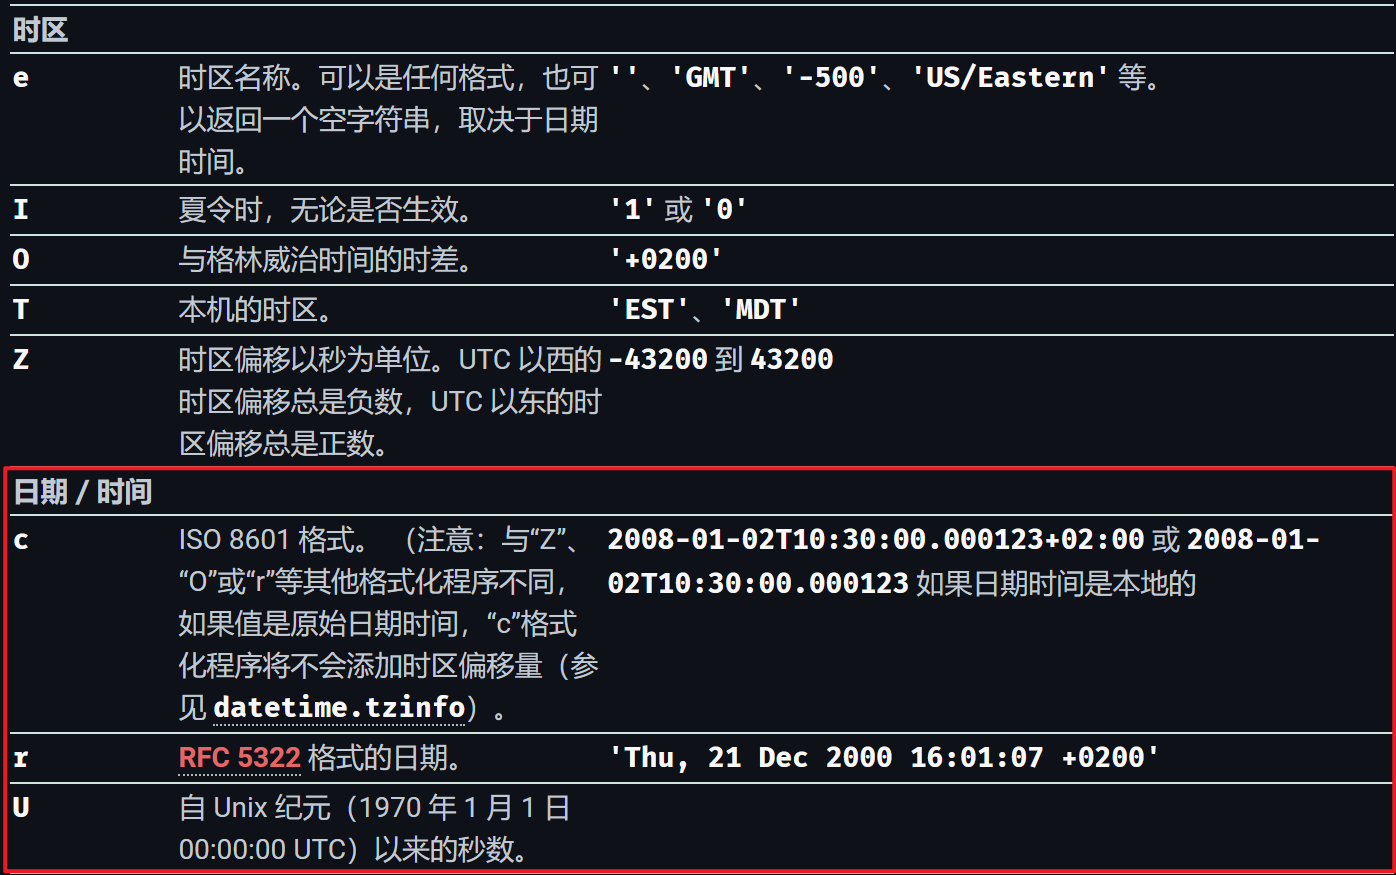 时区
e 时区名称。可以是任何格式，也可 ''、'GMT'、'-500'、'US/Eastern' 等。
以返回一个空字符串，取决于日期
时间。
I 夏令时，无论是否生效。 '1' 或 '0'
O 与格林威治时间的时差。 '+0200'
T 本机的时区。 'EST'、'MDT'
Z 时区偏移以秒为单位。UTC 以西的 -43200 到 43200
时区偏移总是负数，UTC 以东的时
区偏移总是正数。
日期 / 时间
c ISO 8601 格式。 （注意：与“Z”、 2008-01-02T10:30:00.000123+02:00 或 2008-01-
“O”或“r”等其他格式化程序不同， 02T10:30:00.000123 如果日期时间是本地的
如果值是原始日期时间，“c”格式
化程序将不会添加时区偏移量（参
见 datetime.tzinfo）。
r RFC 5322 格式的日期。 'Thu, 21 Dec 2000 16:01:07 +0200'
U 自 Unix 纪元（1970 年 1 月 1 日
00:00:00 UTC）以来的秒数。